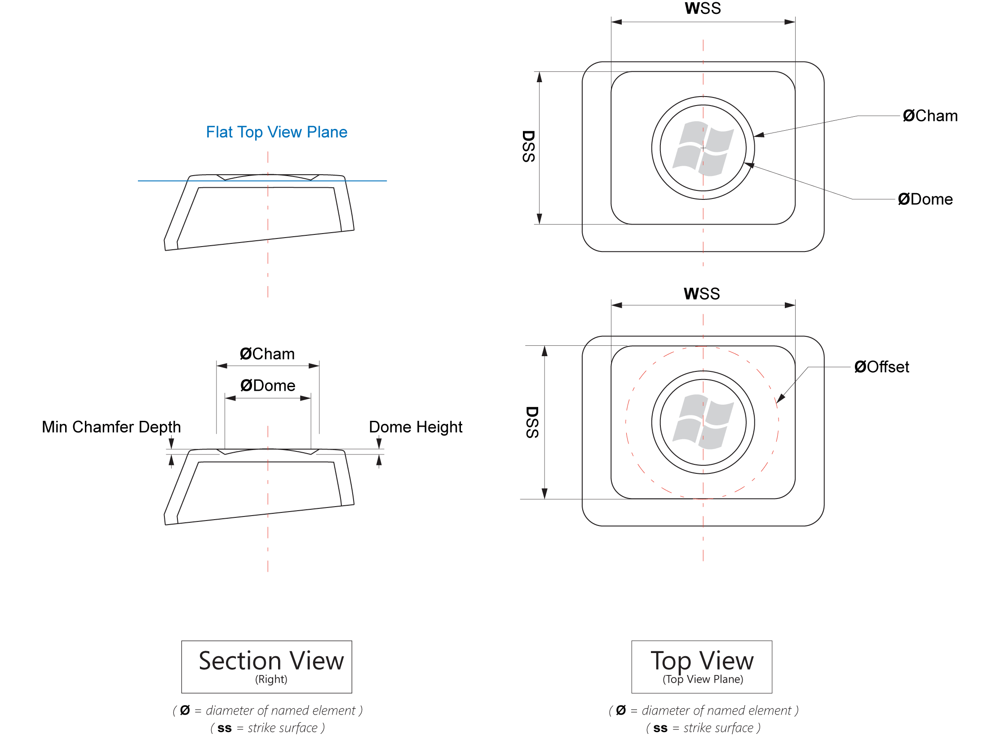 WSS
Flat Top View Plane
DSS
ØCham
ØDome
WSS
ØCham
ØDome
ØOffset
Min Chamfer Depth
Dome Height
DSS
Section View
(Right)
( Ø = diameter of named element )
( ss = strike surface )
Top View
(Top View Plane)
( Ø = diameter of named element )
( ss = strike surface )